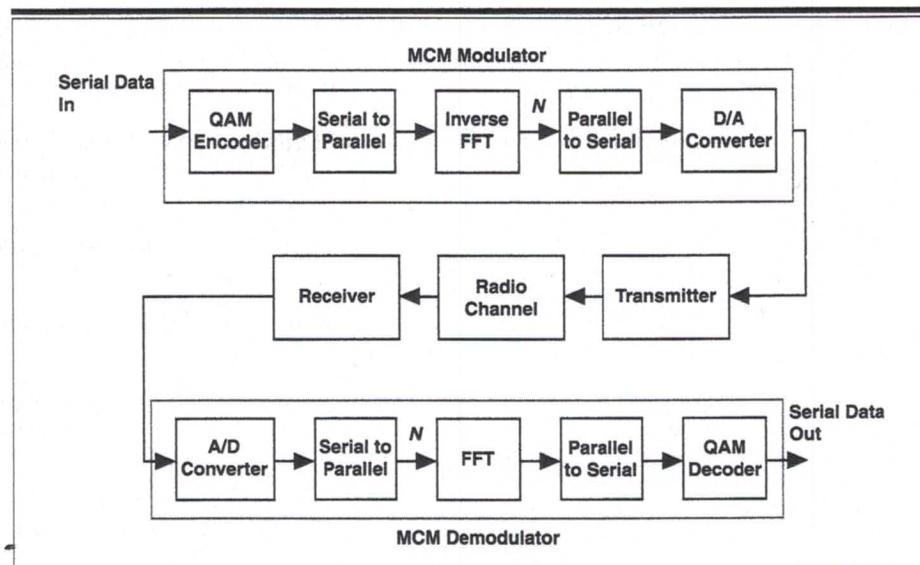 MCM Modulator
Serial Data
In
QAM
Encoder
Serial to
Parallel
Inverse
FFT
N
Parallel
to Serial
D/A
Converter
Receiver
Radio
Channel
Transmitter
A/D
Converter
Serial to
Parallel
N
FFT
Parallel
to Serial
QAM
Decoder
Serial Data
Out
MCM Demodulator